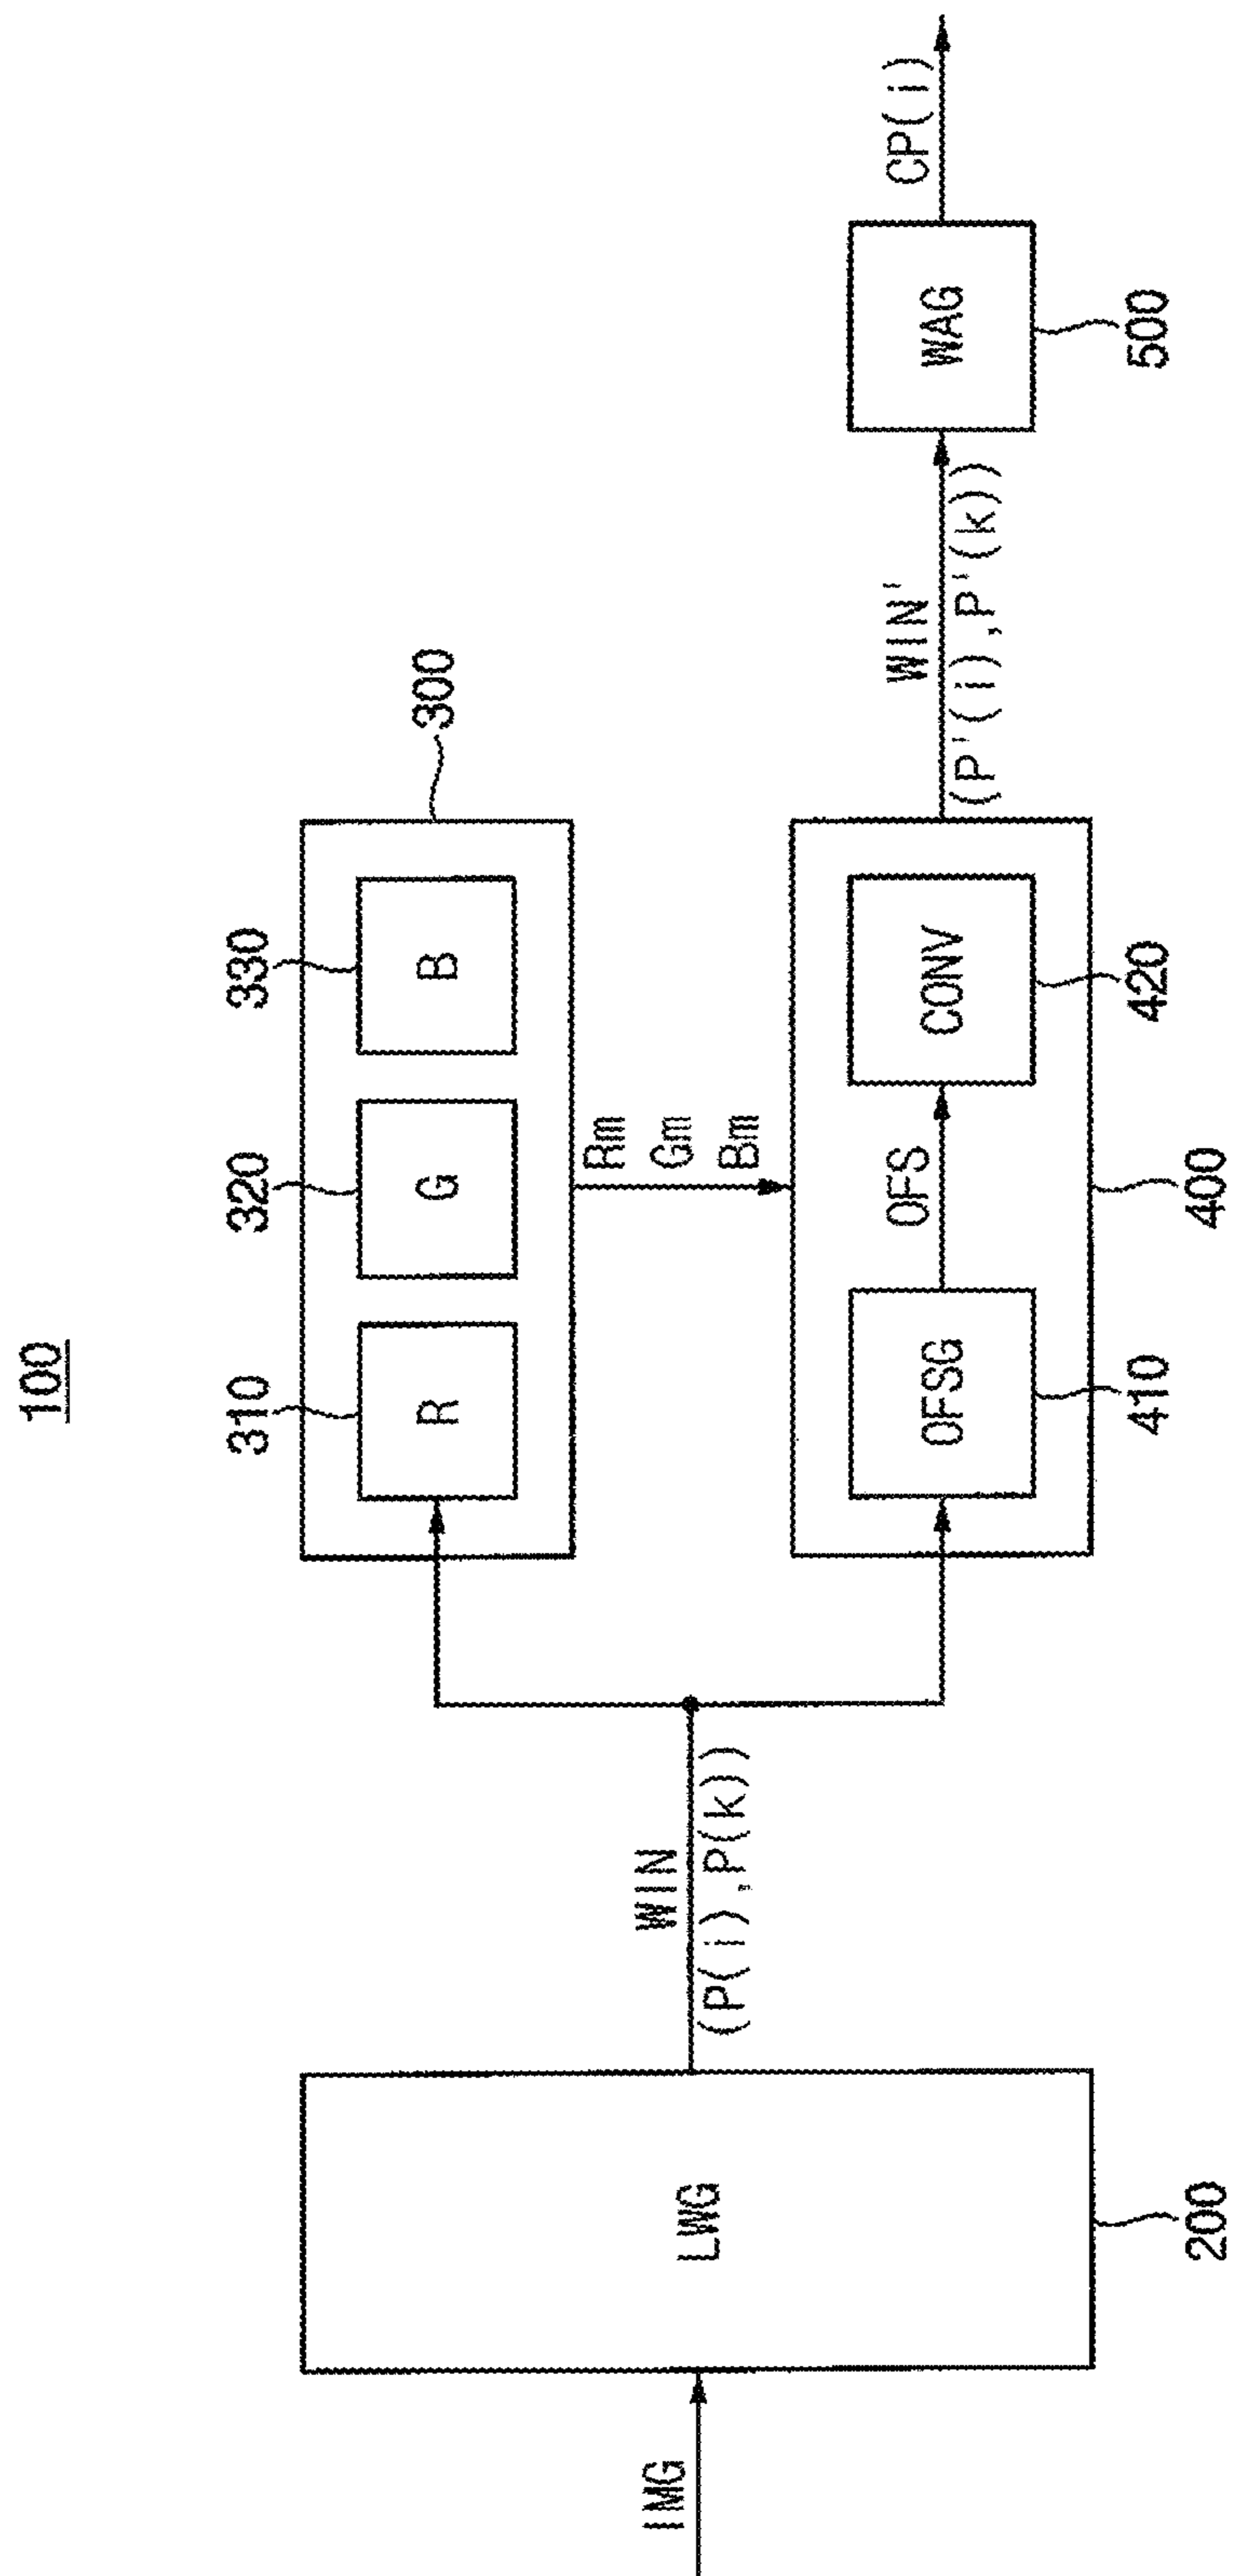 100
310
320
330
300
R
G
B
IMG
LWG
200
WIN
(P(i),P(k))
Rm
Gm
Bm
OFSG
OFS
CONV
410
420
400
WIN'
(P'(i),P'(k))
WAG
500
CP(i)